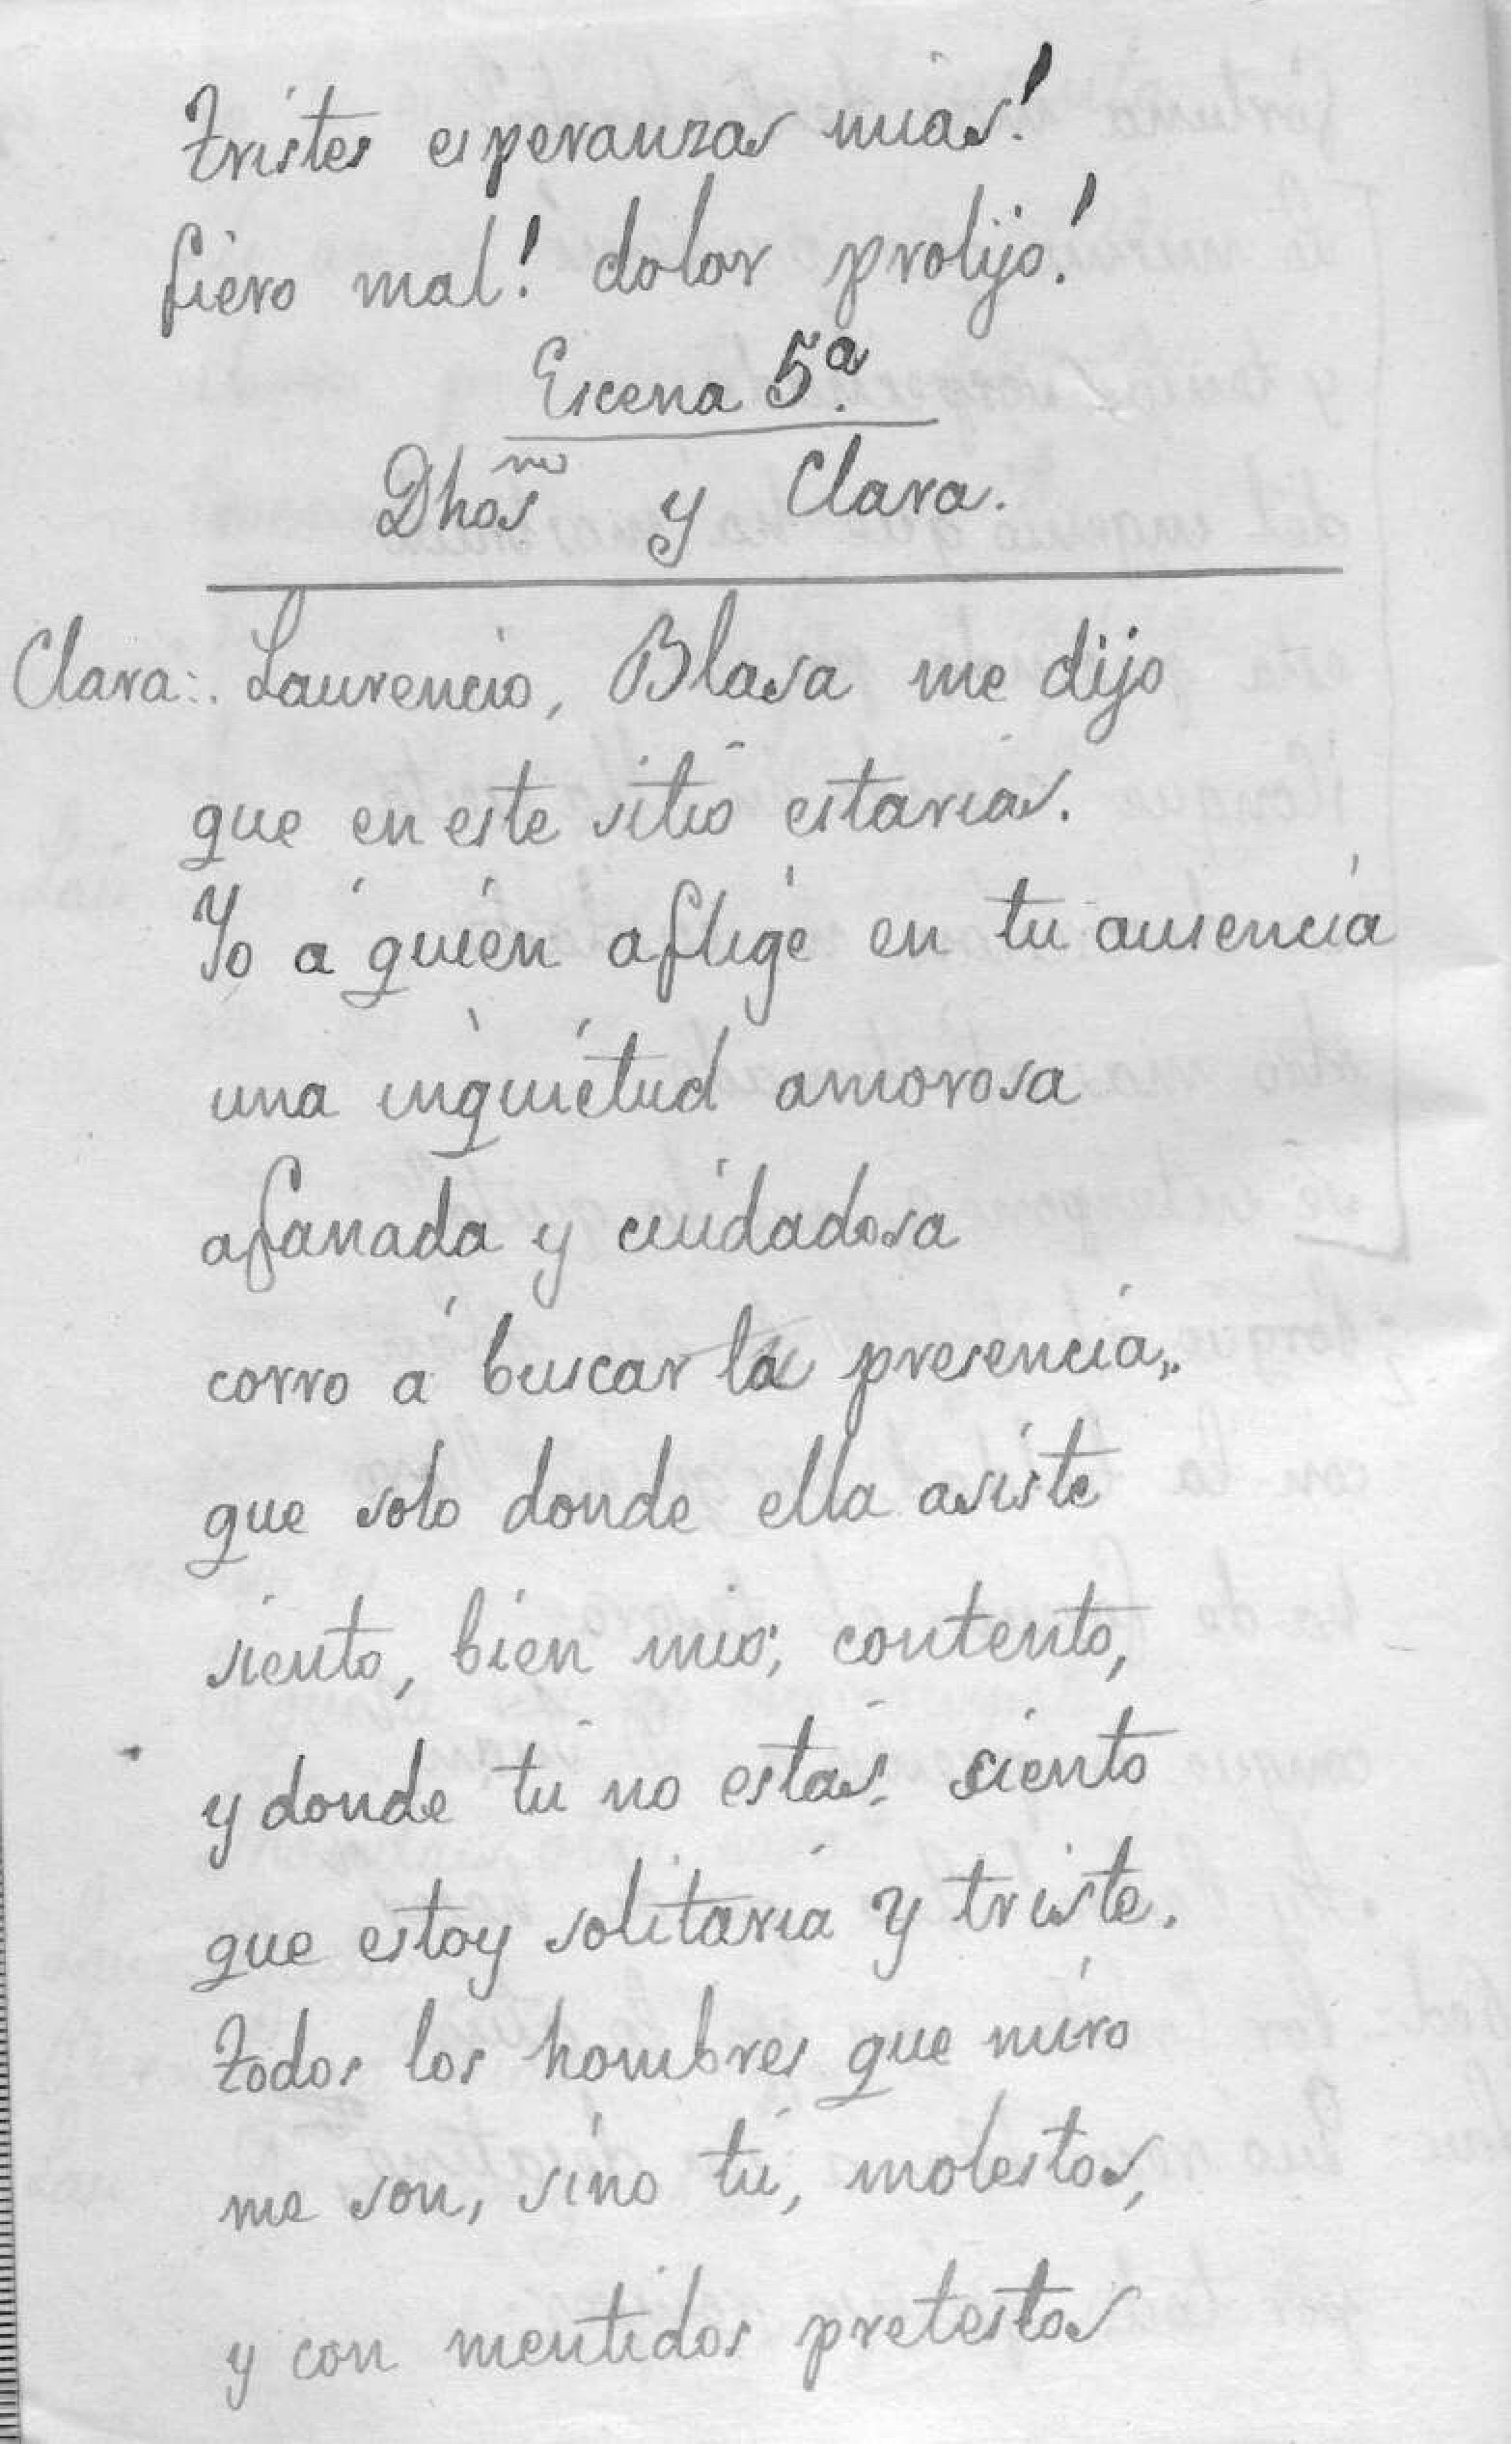 Tristes esperanzas mias!
fiero mal! dolor prolijo!
Escena 5ª.
Dhos y Clara.
Clara:. Laurencio, Blasa me dijo
que en este sitio estarias.
Yo á quien aflige en tu ausencia
una inquietud amorosa
afanada y cuidadosa
corro á buscar la presencia,.
que solo donde ella asiste
siento, bien mio; contento,
y donde tu no estas. siento
que estoy solitaria y triste.
Todos los hombres que miro
me son, sino tú, molestos,
y con mentidos pretestos